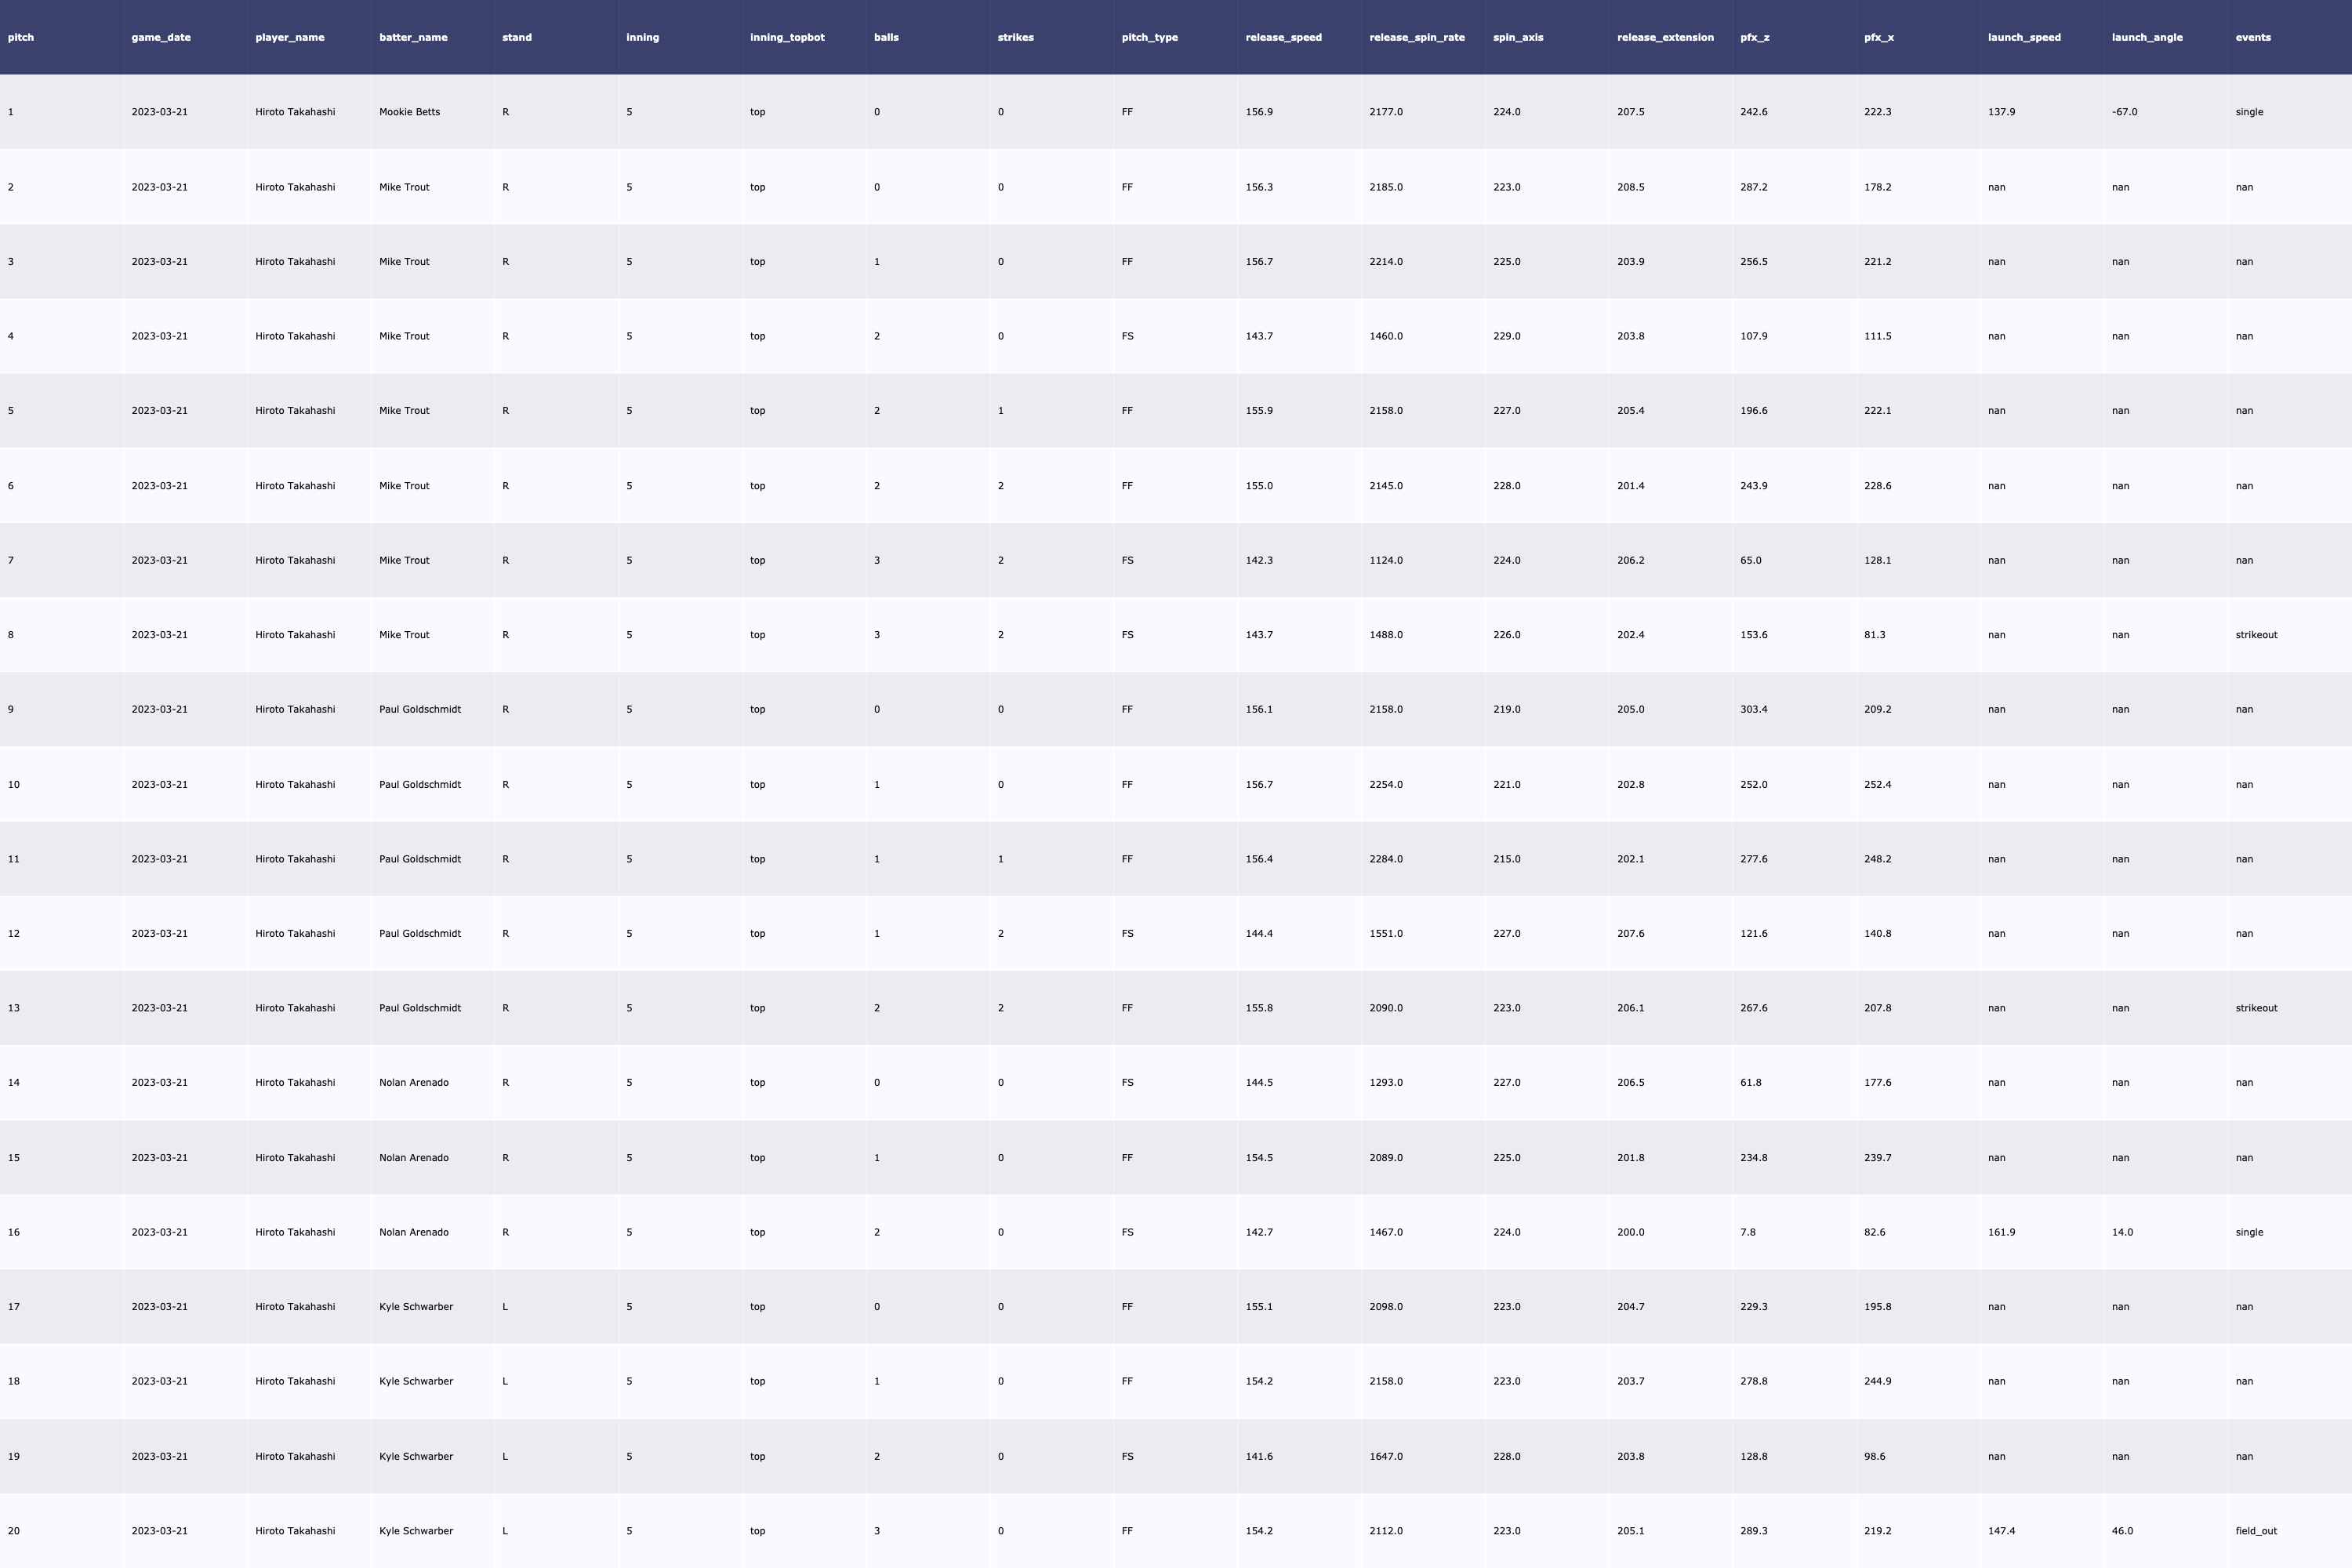 pitch game_date player_name batter_name stand inning inning_topbot balls strikes pitch_type release_speed release_spin_rate spin_axis release_extension pfx_z pfx_x launch_speed launch_angle events
1 2023-03-21 Hiroto Takahashi Mookie Betts R 5 top 0 0 FF 156.9 2177.0 224.0 207.5 242.6 222.3 137.9 -67.0 single
2 2023-03-21 Hiroto Takahashi Mike Trout R 5 top 0 0 FF 156.3 2185.0 223.0 208.5 287.2 178.2 nan nan nan
3 2023-03-21 Hiroto Takahashi Mike Trout R 5 top 1 0 FF 156.7 2214.0 225.0 203.9 256.5 221.2 nan nan nan
4 2023-03-21 Hiroto Takahashi Mike Trout R 5 top 2 0 FS 143.7 1460.0 229.0 203.8 107.9 111.5 nan nan nan
5 2023-03-21 Hiroto Takahashi Mike Trout R 5 top 2 1 FF 155.9 2158.0 227.0 205.4 196.6 222.1 nan nan nan
6 2023-03-21 Hiroto Takahashi Mike Trout R 5 top 2 2 FF 155.0 2145.0 228.0 201.4 243.9 228.6 nan nan nan
7 2023-03-21 Hiroto Takahashi Mike Trout R 5 top 3 2 FS 142.3 1124.0 224.0 206.2 65.0 128.1 nan nan nan
8 2023-03-21 Hiroto Takahashi Mike Trout R 5 top 3 2 FS 143.7 1488.0 226.0 202.4 153.6 81.3 nan nan strikeout
9 2023-03-21 Hiroto Takahashi Paul Goldschmidt R 5 top 0 0 FF 156.1 2158.0 219.0 205.0 303.4 209.2 nan nan nan
10 2023-03-21 Hiroto Takahashi Paul Goldschmidt R 5 top 1 0 FF 156.7 2254.0 221.0 202.8 252.0 252.4 nan nan nan
11 2023-03-21 Hiroto Takahashi Paul Goldschmidt R 5 top 1 1 FF 156.4 2284.0 215.0 202.1 277.6 248.2 nan nan nan
12 2023-03-21 Hiroto Takahashi Paul Goldschmidt R 5 top 1 2 FS 144.4 1551.0 227.0 207.6 121.6 140.8 nan nan nan
13 2023-03-21 Hiroto Takahashi Paul Goldschmidt R 5 top 2 2 FF 155.8 2090.0 223.0 206.1 267.6 207.8 nan nan strikeout
14 2023-03-21 Hiroto Takahashi Nolan Arenado R 5 top 0 0 FS 144.5 1293.0 227.0 206.5 61.8 177.6 nan nan nan
15 2023-03-21 Hiroto Takahashi Nolan Arenado R 5 top 1 0 FF 154.5 2089.0 225.0 201.8 234.8 239.7 nan nan nan
16 2023-03-21 Hiroto Takahashi Nolan Arenado R 5 top 2 0 FS 142.7 1467.0 224.0 200.0 7.8 82.6 161.9 14.0 single
17 2023-03-21 Hiroto Takahashi Kyle Schwarber L 5 top 0 0 FF 155.1 2098.0 223.0 204.7 229.3 195.8 nan nan nan
18 2023-03-21 Hiroto Takahashi Kyle Schwarber L 5 top 1 0 FF 154.2 2158.0 223.0 203.7 278.8 244.9 nan nan nan
19 2023-03-21 Hiroto Takahashi Kyle Schwarber L 5 top 2 0 FS 141.6 1647.0 228.0 203.8 128.8 98.6 nan nan nan
20 2023-03-21 Hiroto Takahashi Kyle Schwarber L 5 top 3 0 FF 154.2 2112.0 223.0 205.1 289.3 219.2 147.4 46.0 field_out